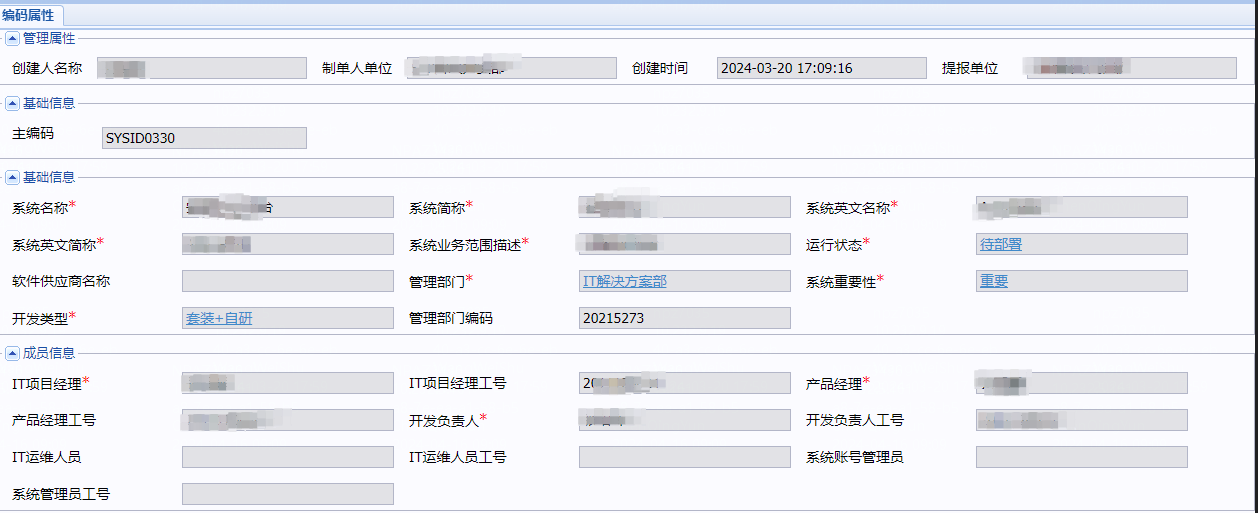 编码属性
管理属性
创建人名称 制单人单位 创建时间 2024-03-20 17:09:16 提报单位
基础信息
主编码 SYSID0330
基础信息
系统名称* 台 系统简称* 系统英文名称*
系统英文简称* 系统业务范围描述* 运行状态* 待部署
软件供应商名称 管理部门* IT解决方案部 系统重要性* 重要
开发类型* 套装+自研 管理部门编码 20215273
成员信息
IT项目经理* IT项目经理工号 产品经理*
产品经理工号 开发负责人* 开发负责人工号
IT运维人员 IT运维人员工号 系统账号管理员
系统管理员工号